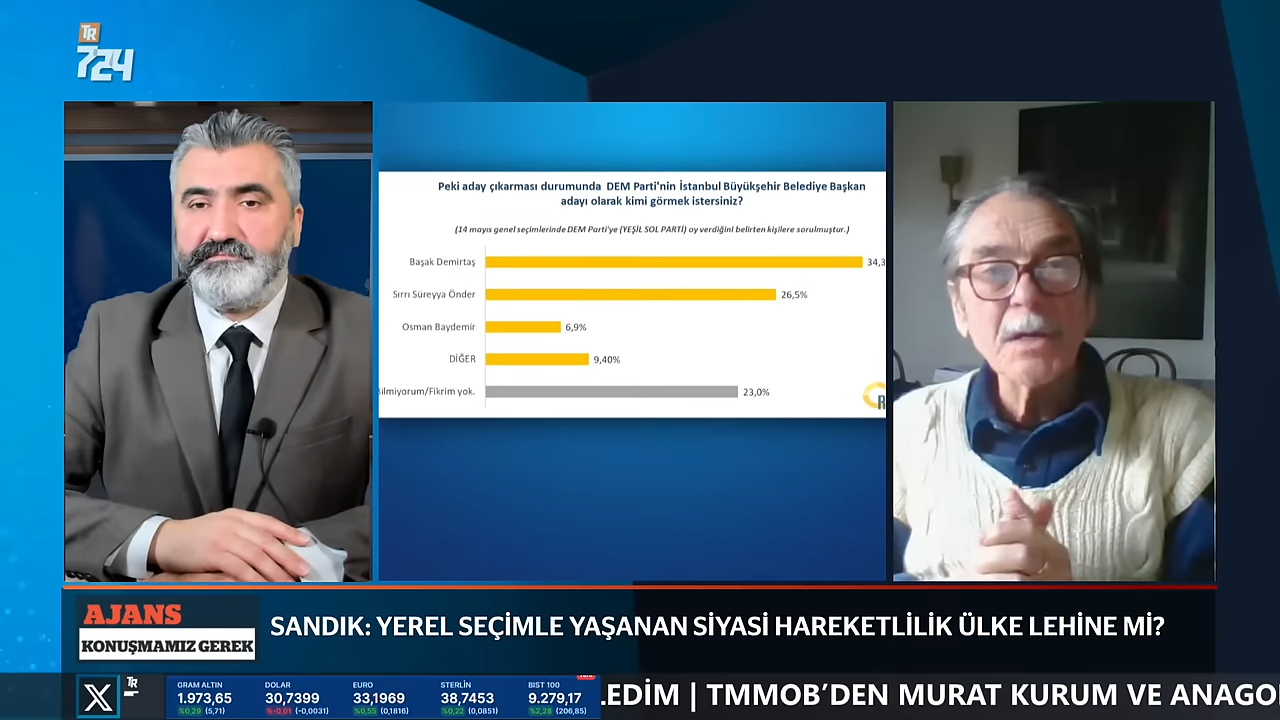 TR
724
Peki aday çıkarması durumunda DEM Parti'nin İstanbul Büyükşehir Belediye Başkan
adayı olarak kimi görmek istersiniz?
(14 mayıs genel seçimlerinde DEM Parti'ye (YEŞİL SOL PARTİ) oy verdiğini belirten kişilere sorulmuştur.)
Başak Demirtaş 34,3
Sırrı Süreyya Önder 26,5%
Osman Baydemir 6,9%
DİĞER 9,40%
Bilmiyorum/Fikrim yok. 23,0%
R
AJANS
KONUŞMAMIZ GEREK
SANDIK: YEREL SEÇİMLE YAŞANAN SİYASİ HAREKETLİLİK ÜLKE LEHİNE Mİ?
X TR
GRAM ALTIN DOLAR EURO STERLİN BIST 100
1.973,65 30,7399 33,1969 38,7453 9.279,17
%0,29 (5,71) %-0,01 (-0,0031) %0,55 (0,1816) %0,22 (0,0851) %2,28 (206,85)
LEDİM | TMMOB'DEN MURAT KURUM VE ANAGO